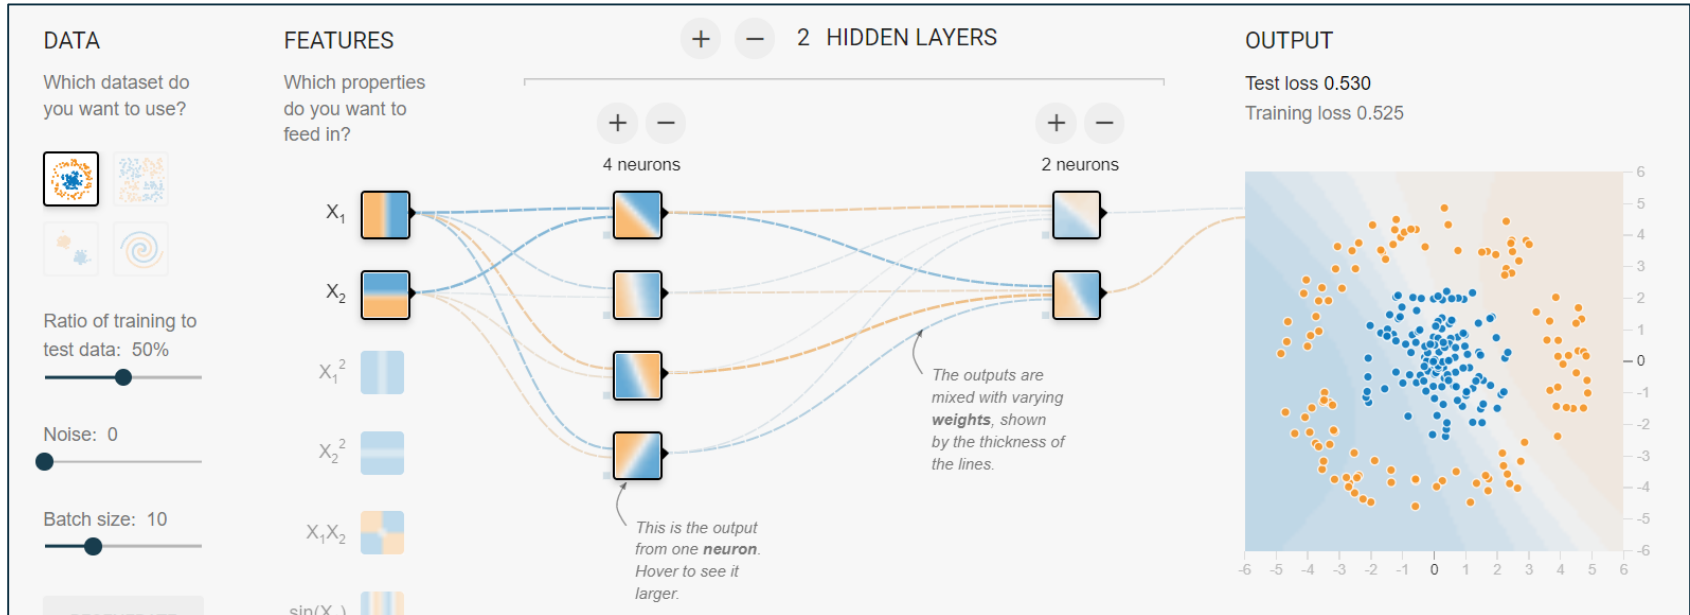 DATA
Which dataset do
you want to use?
Ratio of training to
test data: 50%
Noise: 0
Batch size: 10
FEATURES
Which properties
do you want to
feed in?
X₁
X₂
X₁²
X₂²
X₁X₂
sin(X₁)
+ − 2 HIDDEN LAYERS
+ −
4 neurons
+ −
2 neurons
The outputs are
mixed with varying
weights, shown
by the thickness of
the lines.
This is the output
from one neuron.
Hover to see it
larger.
OUTPUT
Test loss 0.530
Training loss 0.525
6
5
4
3
2
1
0
-1
-2
-3
-4
-5
-6
-6 -5 -4 -3 -2 -1 0 1 2 3 4 5 6